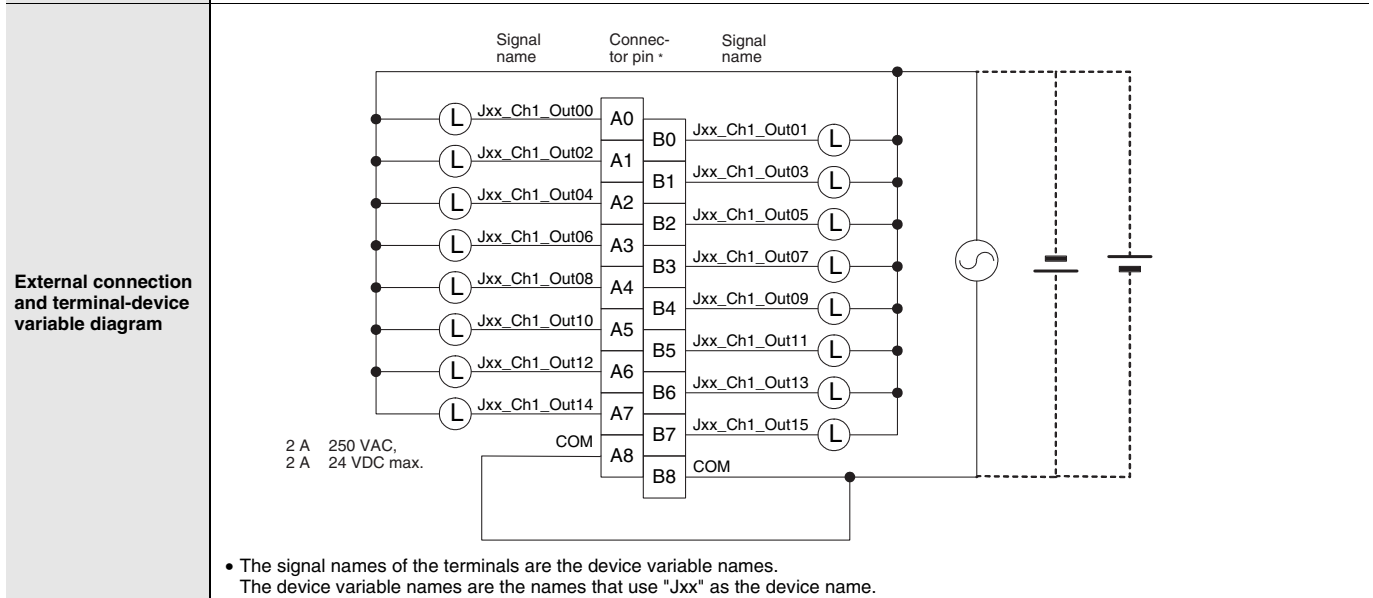 External connection
and terminal-device
variable diagram
Signal
name
Connec-
tor pin *
Signal
name
L Jxx_Ch1_Out00 A0
B0 Jxx_Ch1_Out01 L
L Jxx_Ch1_Out02 A1
B1 Jxx_Ch1_Out03 L
L Jxx_Ch1_Out04 A2
B2 Jxx_Ch1_Out05 L
L Jxx_Ch1_Out06 A3
B3 Jxx_Ch1_Out07 L
L Jxx_Ch1_Out08 A4
B4 Jxx_Ch1_Out09 L
L Jxx_Ch1_Out10 A5
B5 Jxx_Ch1_Out11 L
L Jxx_Ch1_Out12 A6
B6 Jxx_Ch1_Out13 L
L Jxx_Ch1_Out14 A7
B7 Jxx_Ch1_Out15 L
COM A8
B8 COM
2 A 250 VAC,
2 A 24 VDC max.
• The signal names of the terminals are the device variable names.
The device variable names are the names that use "Jxx" as the device name.